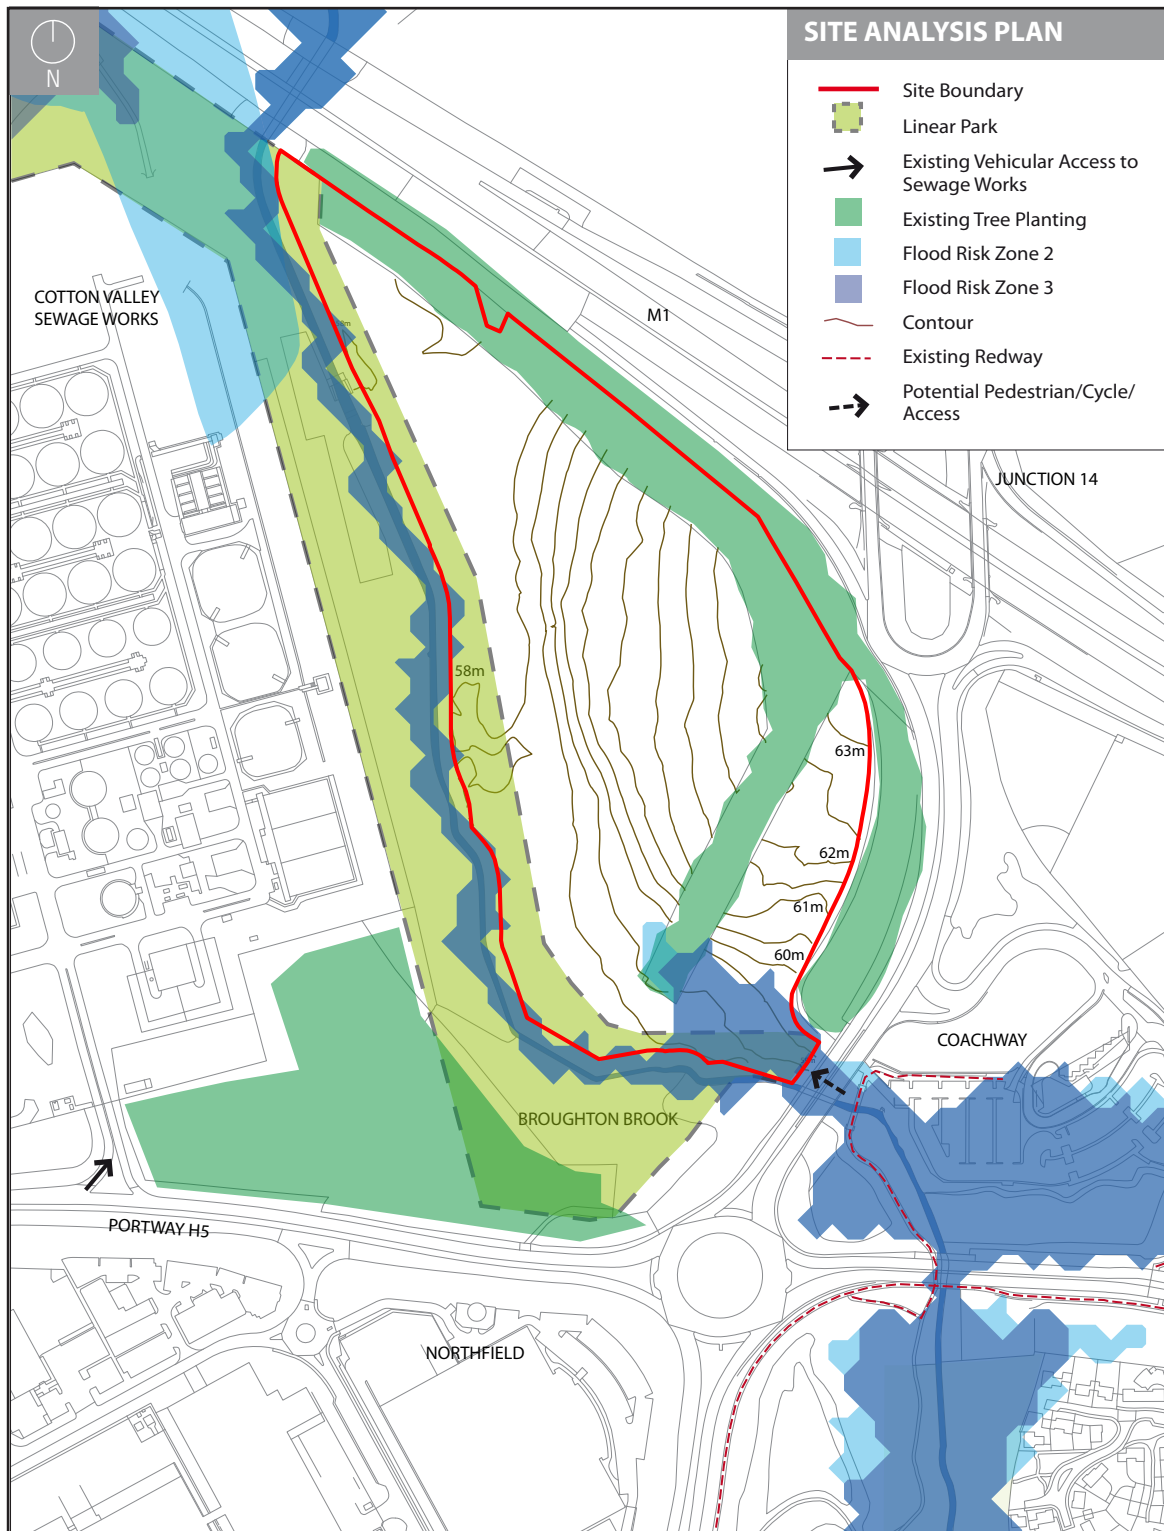 N
SITE ANALYSIS PLAN
Site Boundary
Linear Park
Existing Vehicular Access to
Sewage Works
Existing Tree Planting
Flood Risk Zone 2
Flood Risk Zone 3
Contour
Existing Redway
Potential Pedestrian/Cycle/
Access
COTTON VALLEY
SEWAGE WORKS
M1
JUNCTION 14
58m
63m
62m
61m
60m
COACHWAY
BROUGHTON BROOK
PORTWAY H5
NORTHFIELD